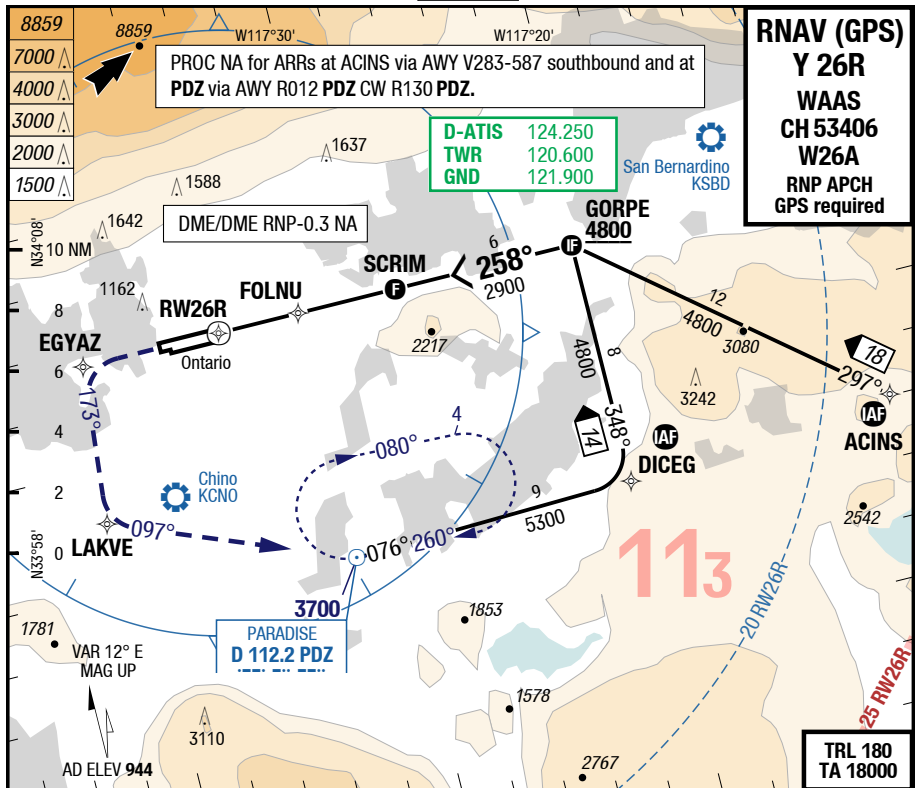 8859
7000
4000
3000
2000
1500
8859
W117°30'
W117°20'
PROC NA for ARRs at ACINS via AWY V283-587 southbound and at
PDZ via AWY R012 PDZ CW R130 PDZ.
RNAV (GPS)
Y 26R
WAAS
CH 53406
W26A
RNP APCH
GPS required
D-ATIS 124.250
TWR 120.600
GND 121.900
San Bernardino
KSBD
1637
1588
1642
DME/DME RNP-0.3 NA
GORPE
4800
N34°08'
10 NM
6
258°
2900
SCRIM
F
IF
1162
FOLNU
RW26R
8
12
4800
3080
EGYAZ
Ontario
2217
4800
8
18
297°
6
173°
3242
IAF
ACINS
4
080°
4
14
348°
IAF
DICEG
Chino
KCNO
2
9
5300
2542
LAKVE
097°
0
N33°58'
076°
260°
113
3700
20 RW26R
PARADISE
D 112.2 PDZ
1853
1781
VAR 12° E
MAG UP
25 RW26R
1578
3110
AD ELEV 944
2767
TRL 180
TA 18000